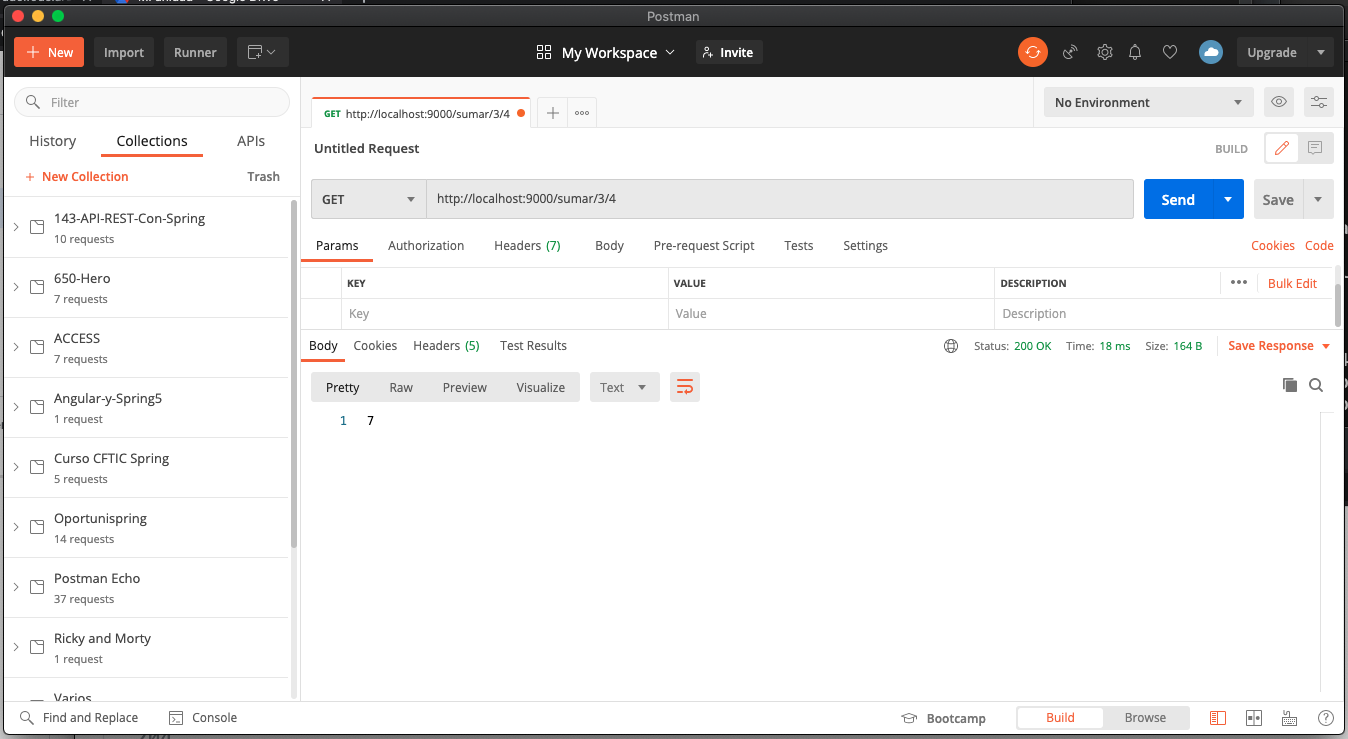 Postman
New
Import
Runner
My Workspace
Invite
Upgrade
Filter
History
Collections
APIs
+ New Collection
Trash
143-API-REST-Con-Spring
10 requests
650-Hero
7 requests
ACCESS
7 requests
Angular-y-Spring5
1 request
Curso CFTIC Spring
5 requests
Oportunispring
14 requests
Postman Echo
37 requests
Ricky and Morty
1 request
Varios
GET http://localhost:9000/sumar/3/4
No Environment
Untitled Request
BUILD
GET
http://localhost:9000/sumar/3/4
Send
Save
Params
Authorization
Headers (7)
Body
Pre-request Script
Tests
Settings
Cookies
Code
KEY
VALUE
DESCRIPTION
Bulk Edit
Key
Value
Description
Body
Cookies
Headers (5)
Test Results
Status: 200 OK
Time: 18 ms
Size: 164 B
Save Response
Pretty
Raw
Preview
Visualize
Text
1 7
Find and Replace
Console
Bootcamp
Build
Browse